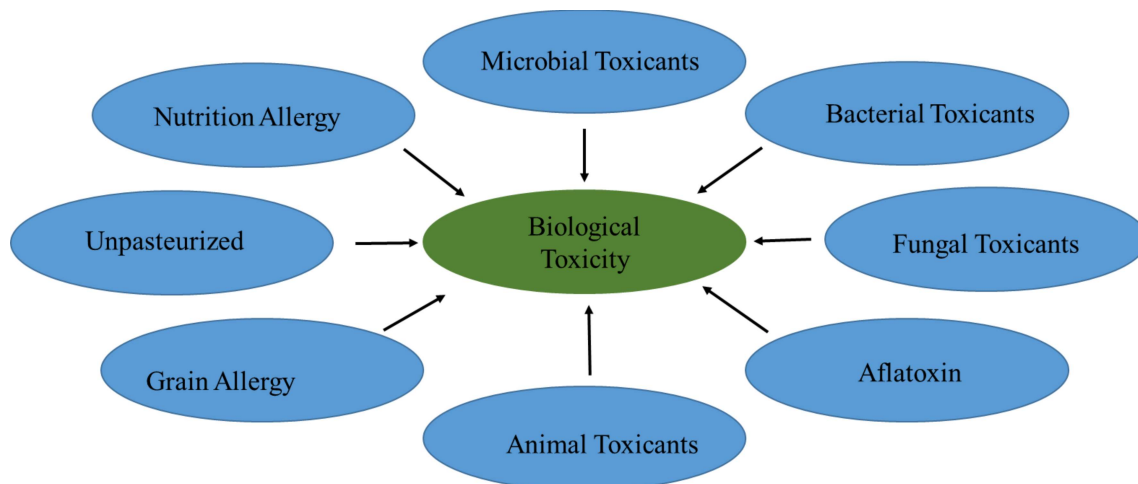 Microbial Toxicants
Nutrition Allergy
Bacterial Toxicants
Unpasteurized
Biological
Toxicity
Fungal Toxicants
Grain Allergy
Aflatoxin
Animal Toxicants